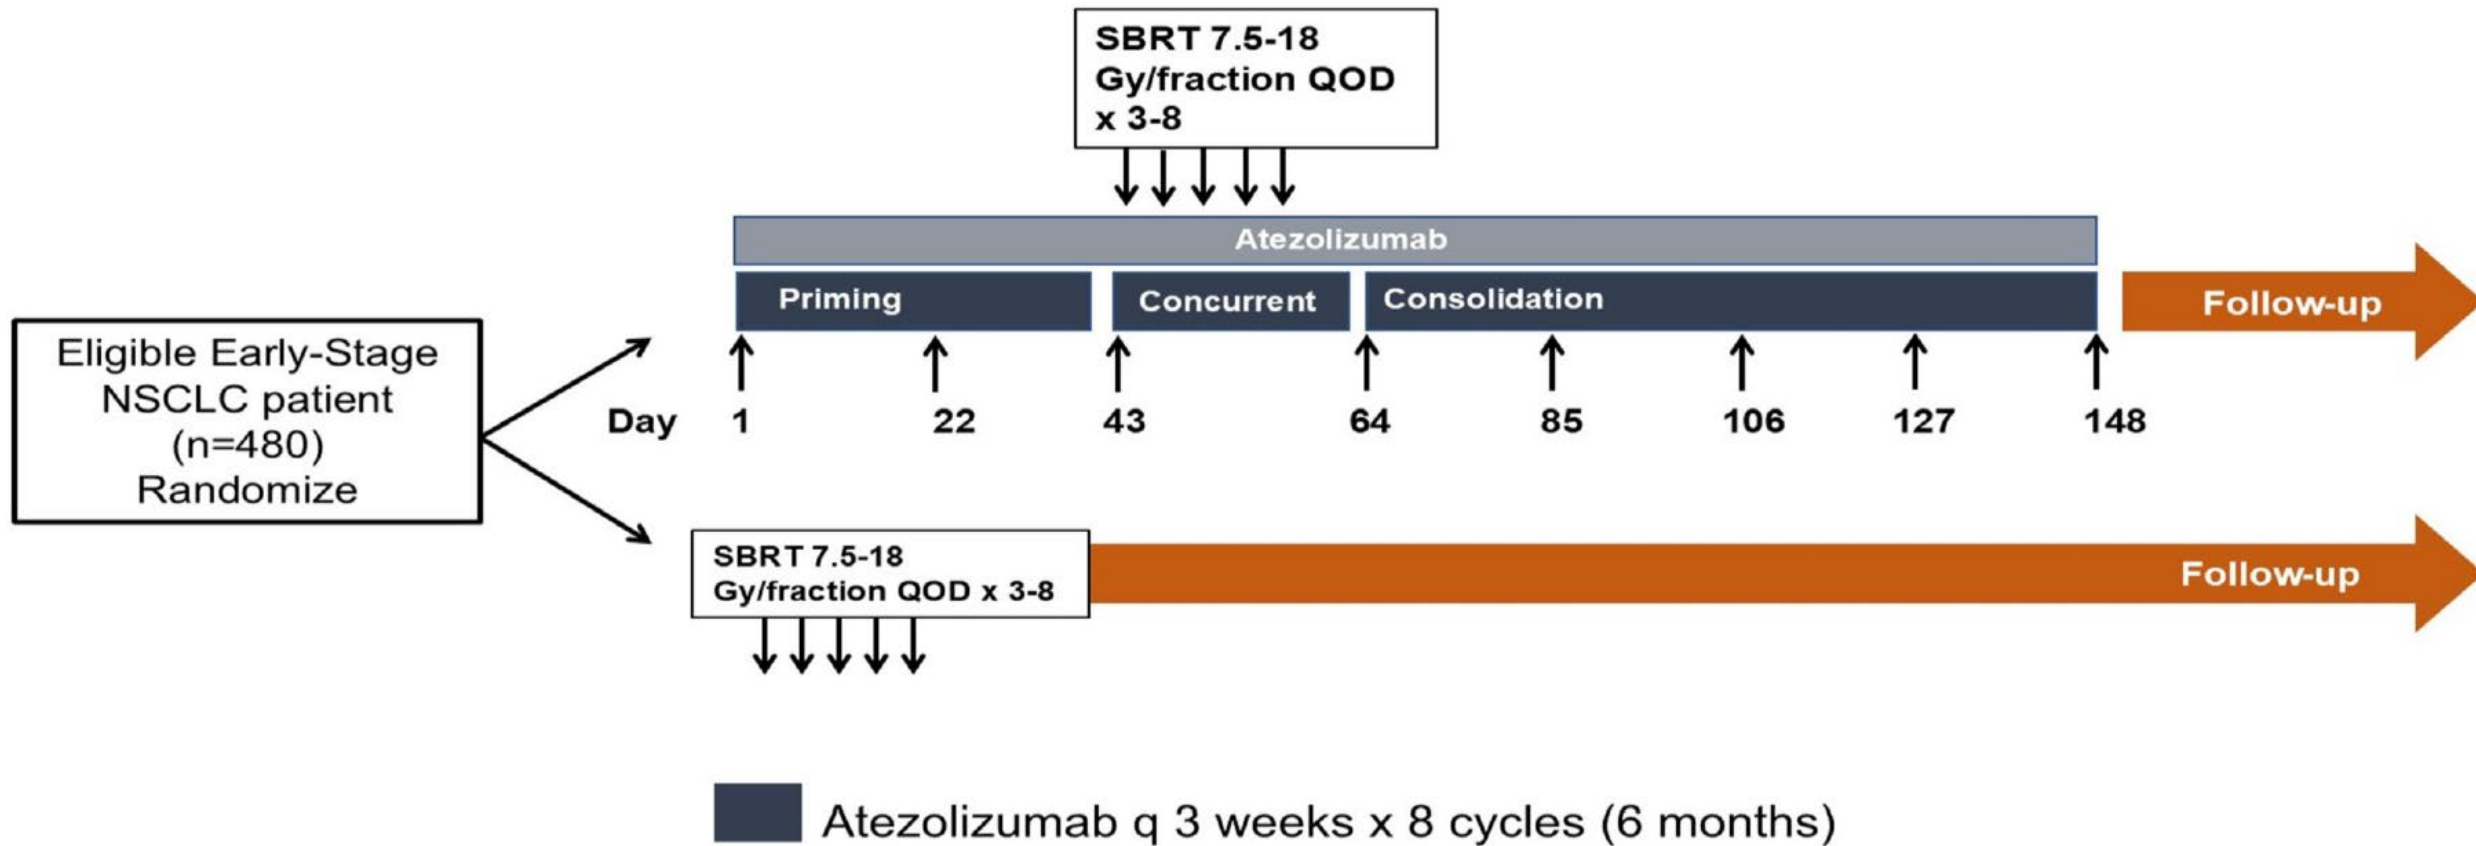 SBRT 7.5-18
Gy/fraction QOD
x 3-8
Atezolizumab
Priming
Concurrent
Consolidation
Follow-up
Eligible Early-Stage
NSCLC patient
(n=480)
Randomize
Day 1 22 43 64 85 106 127 148
SBRT 7.5-18
Gy/fraction QOD x 3-8
Follow-up
Atezolizumab q 3 weeks x 8 cycles (6 months)